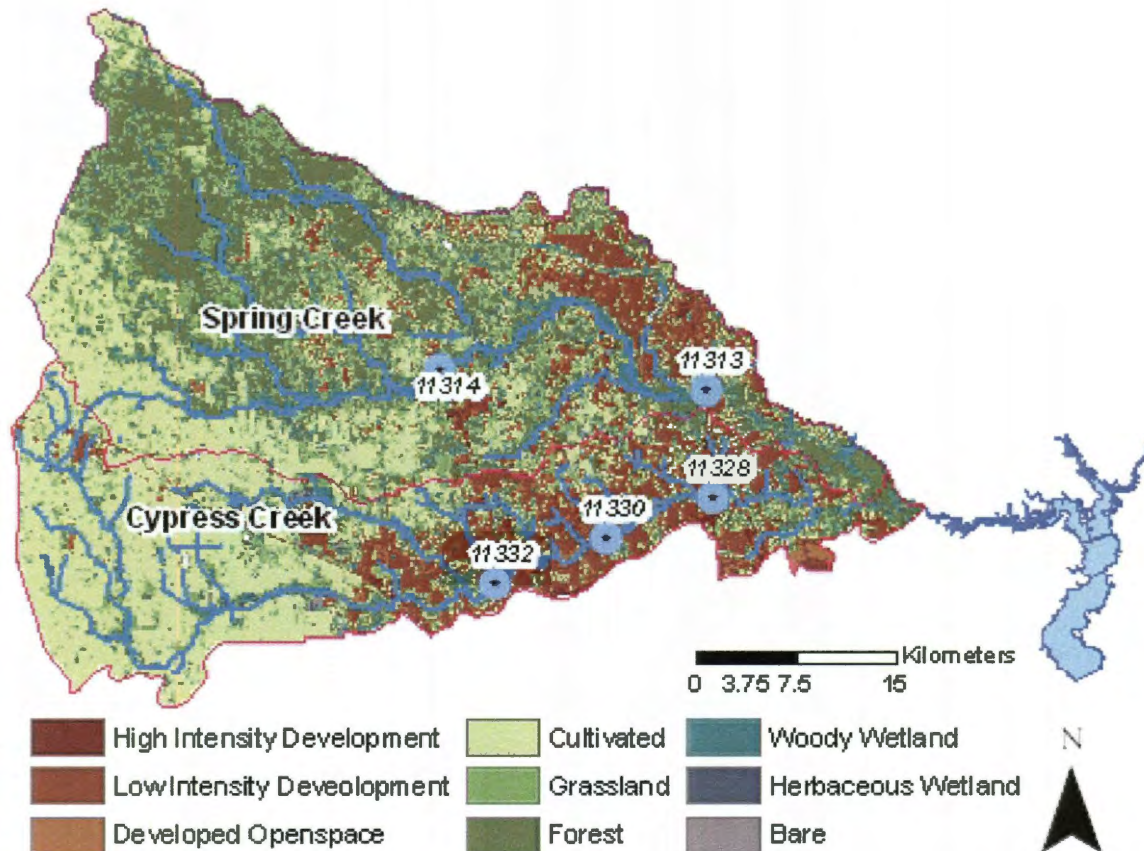 Spring Creek
11313
11314
11328
Cypress Creek
11330
11332
Kilometers
0 3.75 7.5 15
High Intensity Development
Cultivated
Woody Wetland
N
Low Intensity Deveolopment
Grassland
Herbaceous Wetland
Developed Openspace
Forest
Bare